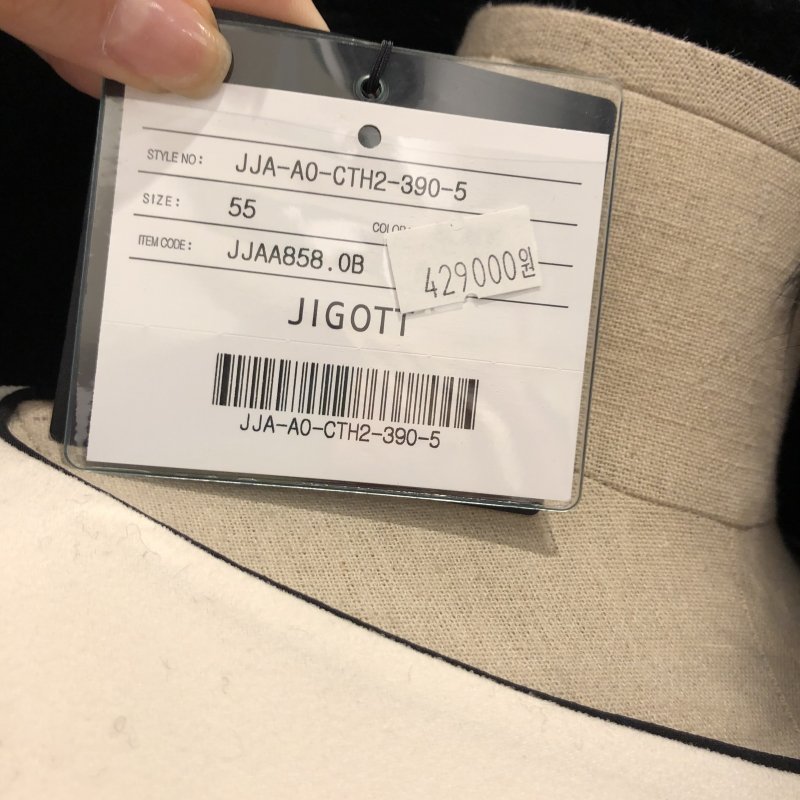 STYLE NO: JJA-A0-CTH2-390-5
SIZE: 55
COLOR
ITEM CODE: JJAA858.0B
429000원
JIGOTT
JJA-A0-CTH2-390-5